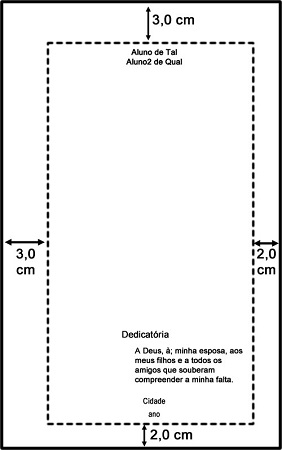 3,0 cm
Aluno de Tal
Aluno2 de Qual
3,0
cm
2,0
cm
Dedicatória
A Deus, à; minha esposa, aos
meus filhos e a todos os
amigos que souberam
compreender a minha falta.
Cidade
ano
2,0 cm